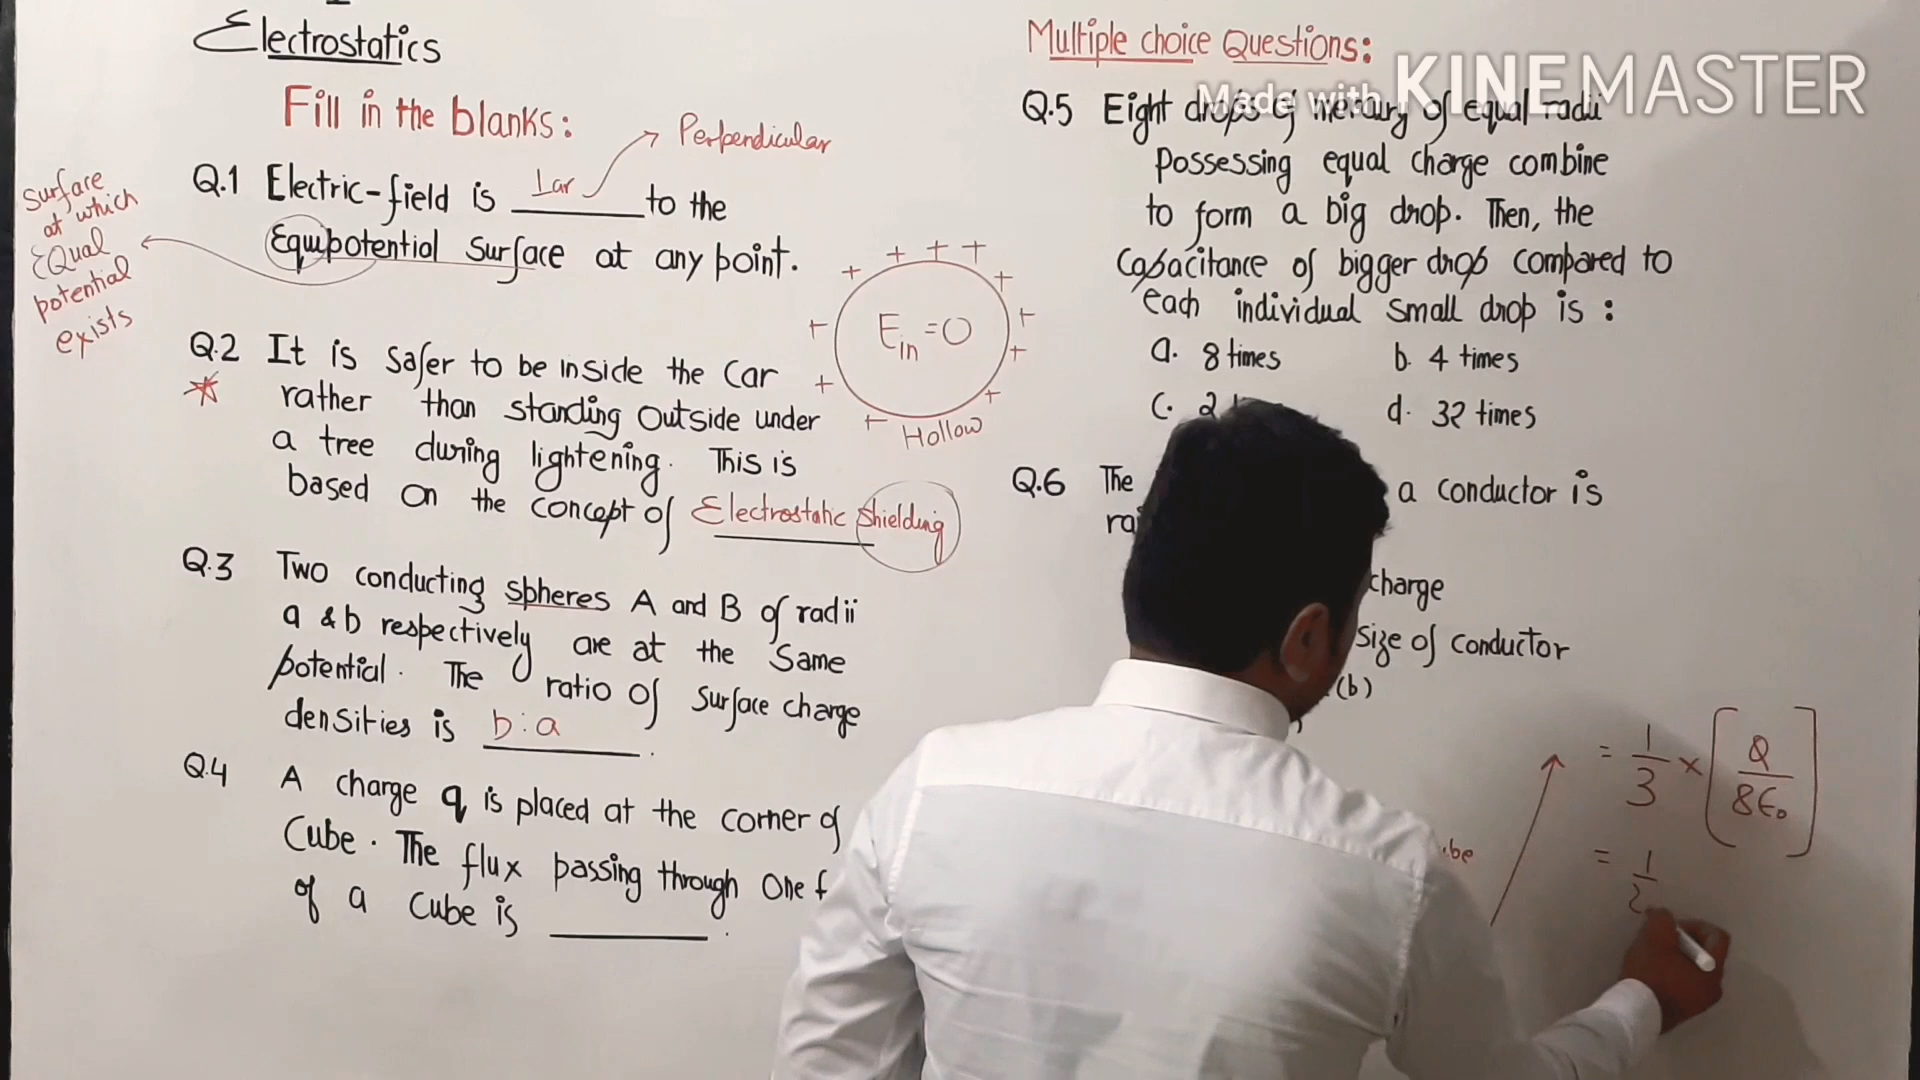 Electrostatics
Fill in the blanks:
Perpendicular
Q.1 Electric-field is ⊥ar to the
Equipotential Surface at any point.
Surface
at which
EQual
potential
exists
+ + + + + + + + + + + +
Ein = 0
Hollow
Q.2 It is Safer to be inside the Car
rather than standing Outside under
a tree during lightening. This is
based on the concept of Electrostatic Shielding
Q.3 Two conducting spheres A and B of radii
a & b respectively are at the Same
potential. The ratio of Surface charge
densities is b:a .
Q.4 A charge q is placed at the corner of
Cube. The flux passing through One f
of a Cube is ______ .
Multiple choice Questions:
Made with KINEMASTER
Q.5 Eight drops of mercury of equal radii
possessing equal charge combine
to form a big drop. Then, the
Capacitance of bigger drop compared to
each individual small drop is :
a. 8 times b. 4 times
c. 2 d. 32 times
Q.6 The a conductor is
charge
Size of conductor
(b)
= 1/3 × [Q/8ε₀]
= 1/2